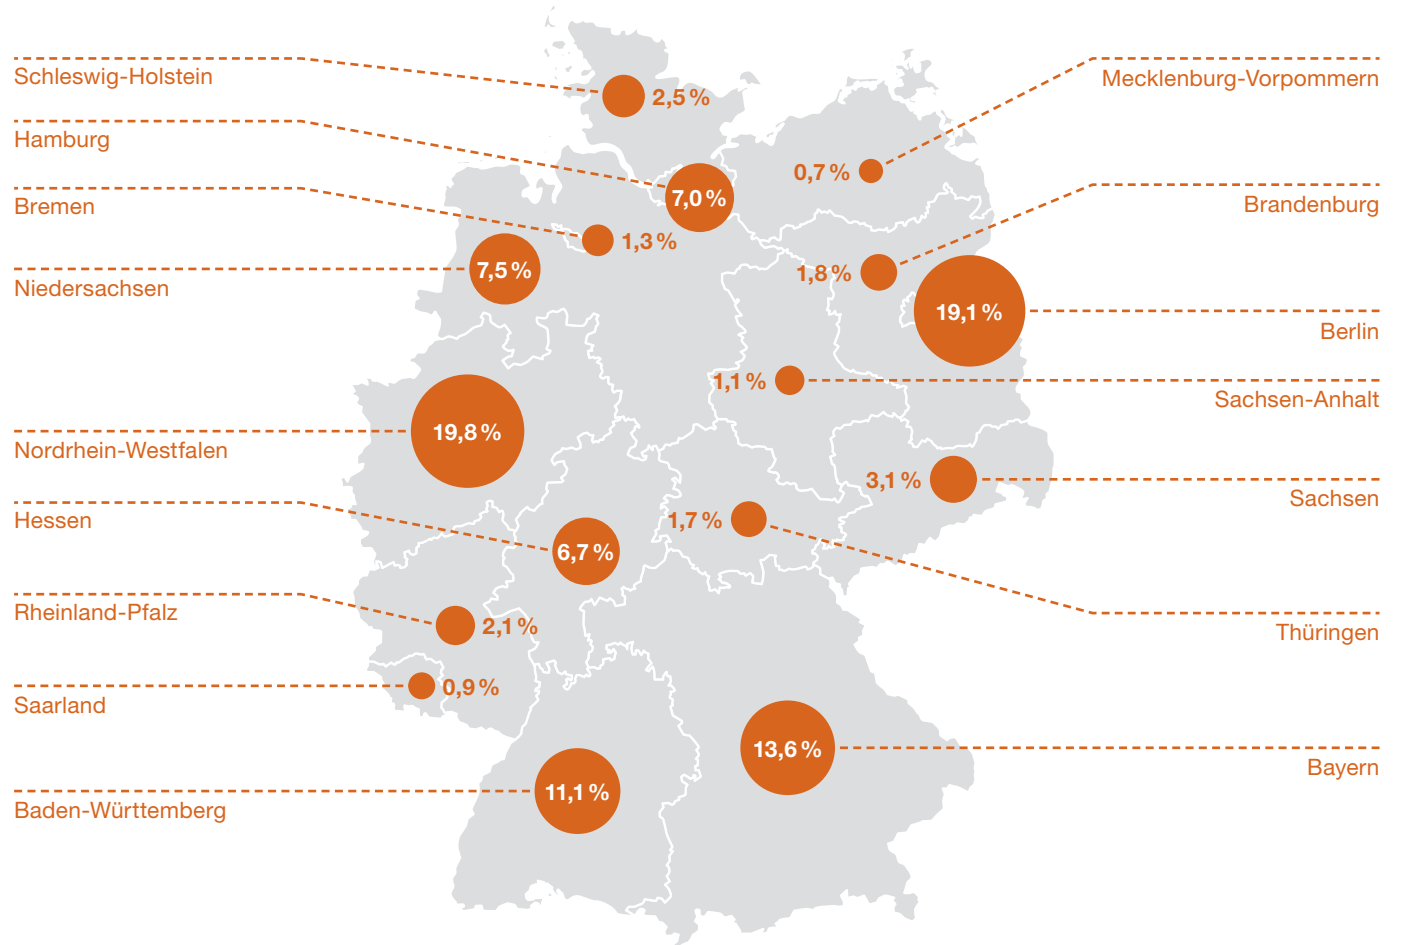 Schleswig-Holstein
2,5 %
Hamburg
7,0 %
Bremen
1,3 %
Niedersachsen
7,5 %
Nordrhein-Westfalen
19,8 %
Hessen
6,7 %
Rheinland-Pfalz
2,1 %
Saarland
0,9 %
Baden-Württemberg
11,1 %
Mecklenburg-Vorpommern
0,7 %
Brandenburg
1,8 %
Berlin
19,1 %
Sachsen-Anhalt
1,1 %
Sachsen
3,1 %
Thüringen
1,7 %
Bayern
13,6 %